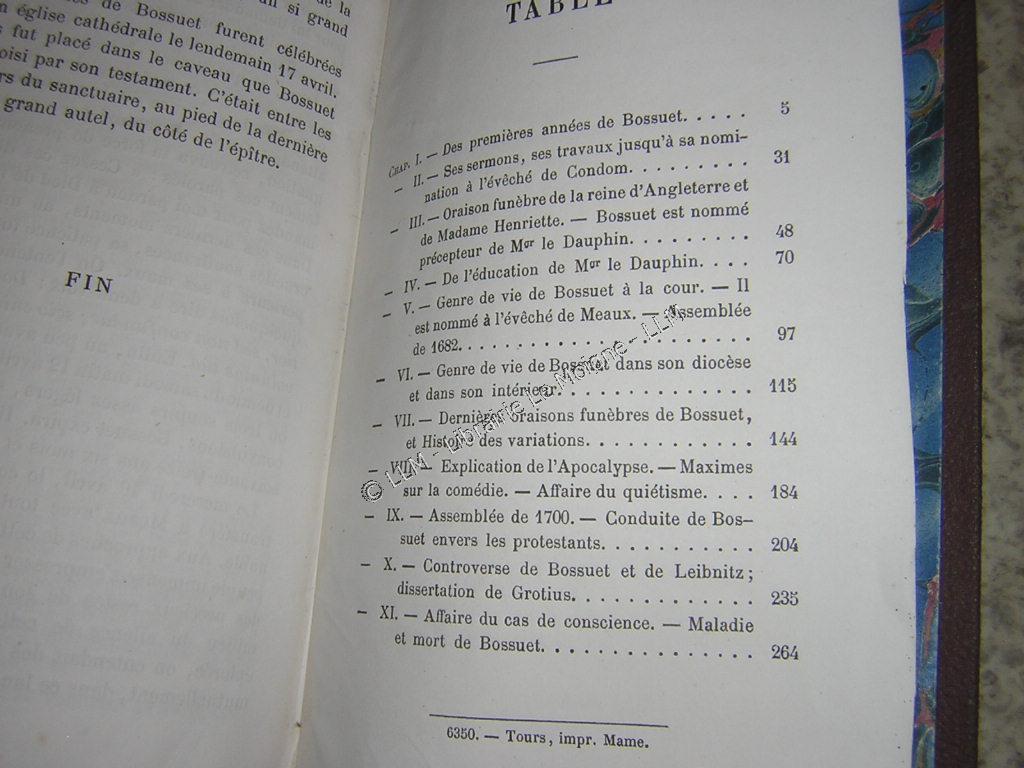 de la
si grand
de Bossuet furent célébrées
église cathédrale le lendemain 17 avril.
fut placé dans le caveau que Bossuet
par son testament. C'était entre les
du sanctuaire, au pied de la dernière
grand autel, du côté de l'épître.
FIN
TABLE
CHAP. I. — Des premières années de Bossuet. . . . . 5
— II. — Ses sermons, ses travaux jusqu'à sa nomi-
nation à l'évêché de Condom. . . . . . . . 31
— III. — Oraison funèbre de la reine d'Angleterre et
de Madame Henriette. — Bossuet est nommé
précepteur de Mgr le Dauphin. . . . . . . . . 48
— IV. — De l'éducation de Mgr le Dauphin. . . . 70
— V. — Genre de vie de Bossuet à la cour. — Il
est nommé à l'évêché de Meaux. — Assemblée
de 1682. . . . . . . . . . . . . . . . . . . 97
— VI. — Genre de vie de Bossuet dans son diocèse
et dans son intérieur. . . . . . . . . . . . . 115
— VII. — Dernières oraisons funèbres de Bossuet,
et Histoire des variations. . . . . . . . . . . . 144
— VIII. — Explication de l'Apocalypse. — Maximes
sur la comédie. — Affaire du quiétisme. . . . 184
— IX. — Assemblée de 1700. — Conduite de Bos-
suet envers les protestants. . . . . . . . . . . 204
— X. — Controverse de Bossuet et de Leibnitz ;
dissertation de Grotius. . . . . . . . . . . . . 235
— XI. — Affaire du cas de conscience. — Maladie
et mort de Bossuet. . . . . . . . . . . . . . . 264
6350. — Tours, impr. Mame.
© LLM - Librairie Le Moigne - LLM